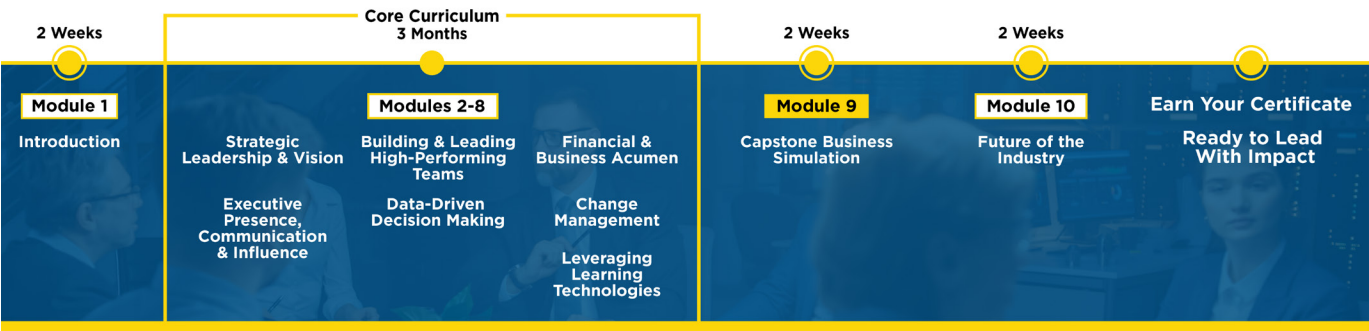 2 Weeks
Module 1
Introduction
Core Curriculum
3 Months
Modules 2-8
Strategic
Leadership & Vision
Executive
Presence,
Communication
& Influence
Building & Leading
High-Performing
Teams
Data-Driven
Decision Making
Financial &
Business Acumen
Change
Management
Leveraging
Learning
Technologies
2 Weeks
Module 9
Capstone Business
Simulation
2 Weeks
Module 10
Future of the
Industry
Earn Your Certificate
Ready to Lead
With Impact